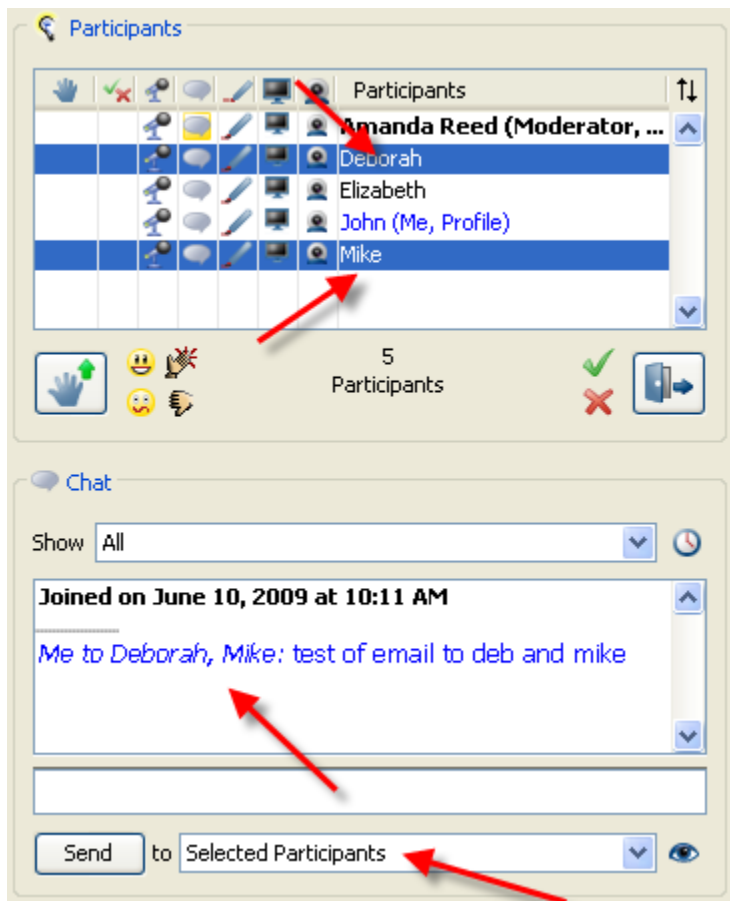 Participants
Participants
Amanda Reed (Moderator, ...
Deborah
Elizabeth
John (Me, Profile)
Mike
5
Participants
Chat
Show All
Joined on June 10, 2009 at 10:11 AM
Me to Deborah, Mike: test of email to deb and mike
Send to Selected Participants